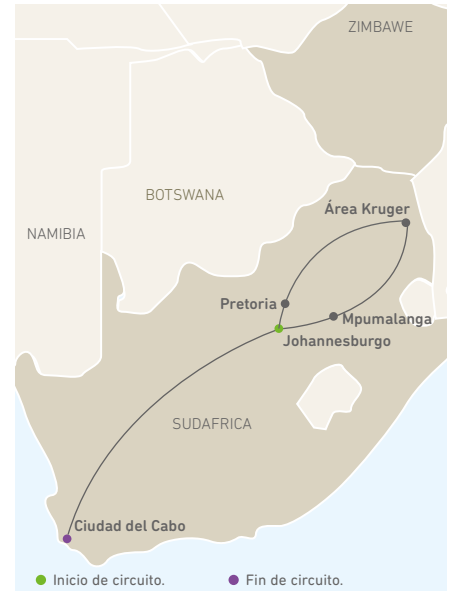 ZIMBAWE
BOTSWANA
Área Kruger
NAMIBIA
Pretoria
Mpumalanga
Johannesburgo
SUDAFRICA
Ciudad del Cabo
Inicio de circuito.
Fin de circuito.